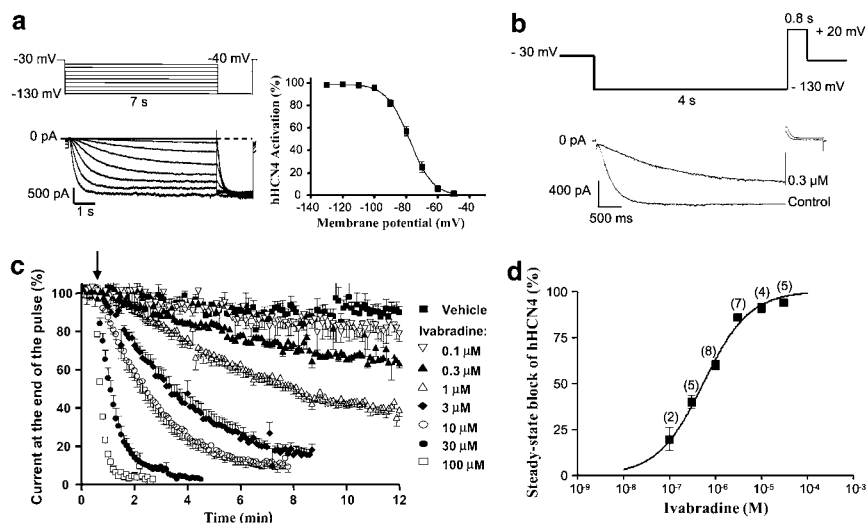 a
-30 mV
-40 mV
-130 mV
7 s
0 pA
500 pA
1 s
hHCN4 Activation (%)
100
80
60
40
20
0
-120 -100 -80 -60 -40
Membrane potential (mV)
b
0.8 s
+ 20 mV
- 30 mV
- 130 mV
4 s
0 pA
0.3 µM
Control
400 pA
500 ms
c
Current at the end of the pulse (%)
100
80
60
40
20
0
0 2 4 6 8 10 12
Time (min)
Vehicle
Ivabradine:
0.1 µM
0.3 µM
1 µM
3 µM
10 µM
30 µM
100 µM
d
Steady-state block of hHCN4 (%)
100
75
50
25
0
(2)
(5)
(8)
(7)
(4)
(5)
10⁻⁹ 10⁻⁸ 10⁻⁷ 10⁻⁶ 10⁻⁵ 10⁻⁴ 10⁻³
Ivabradine (M)